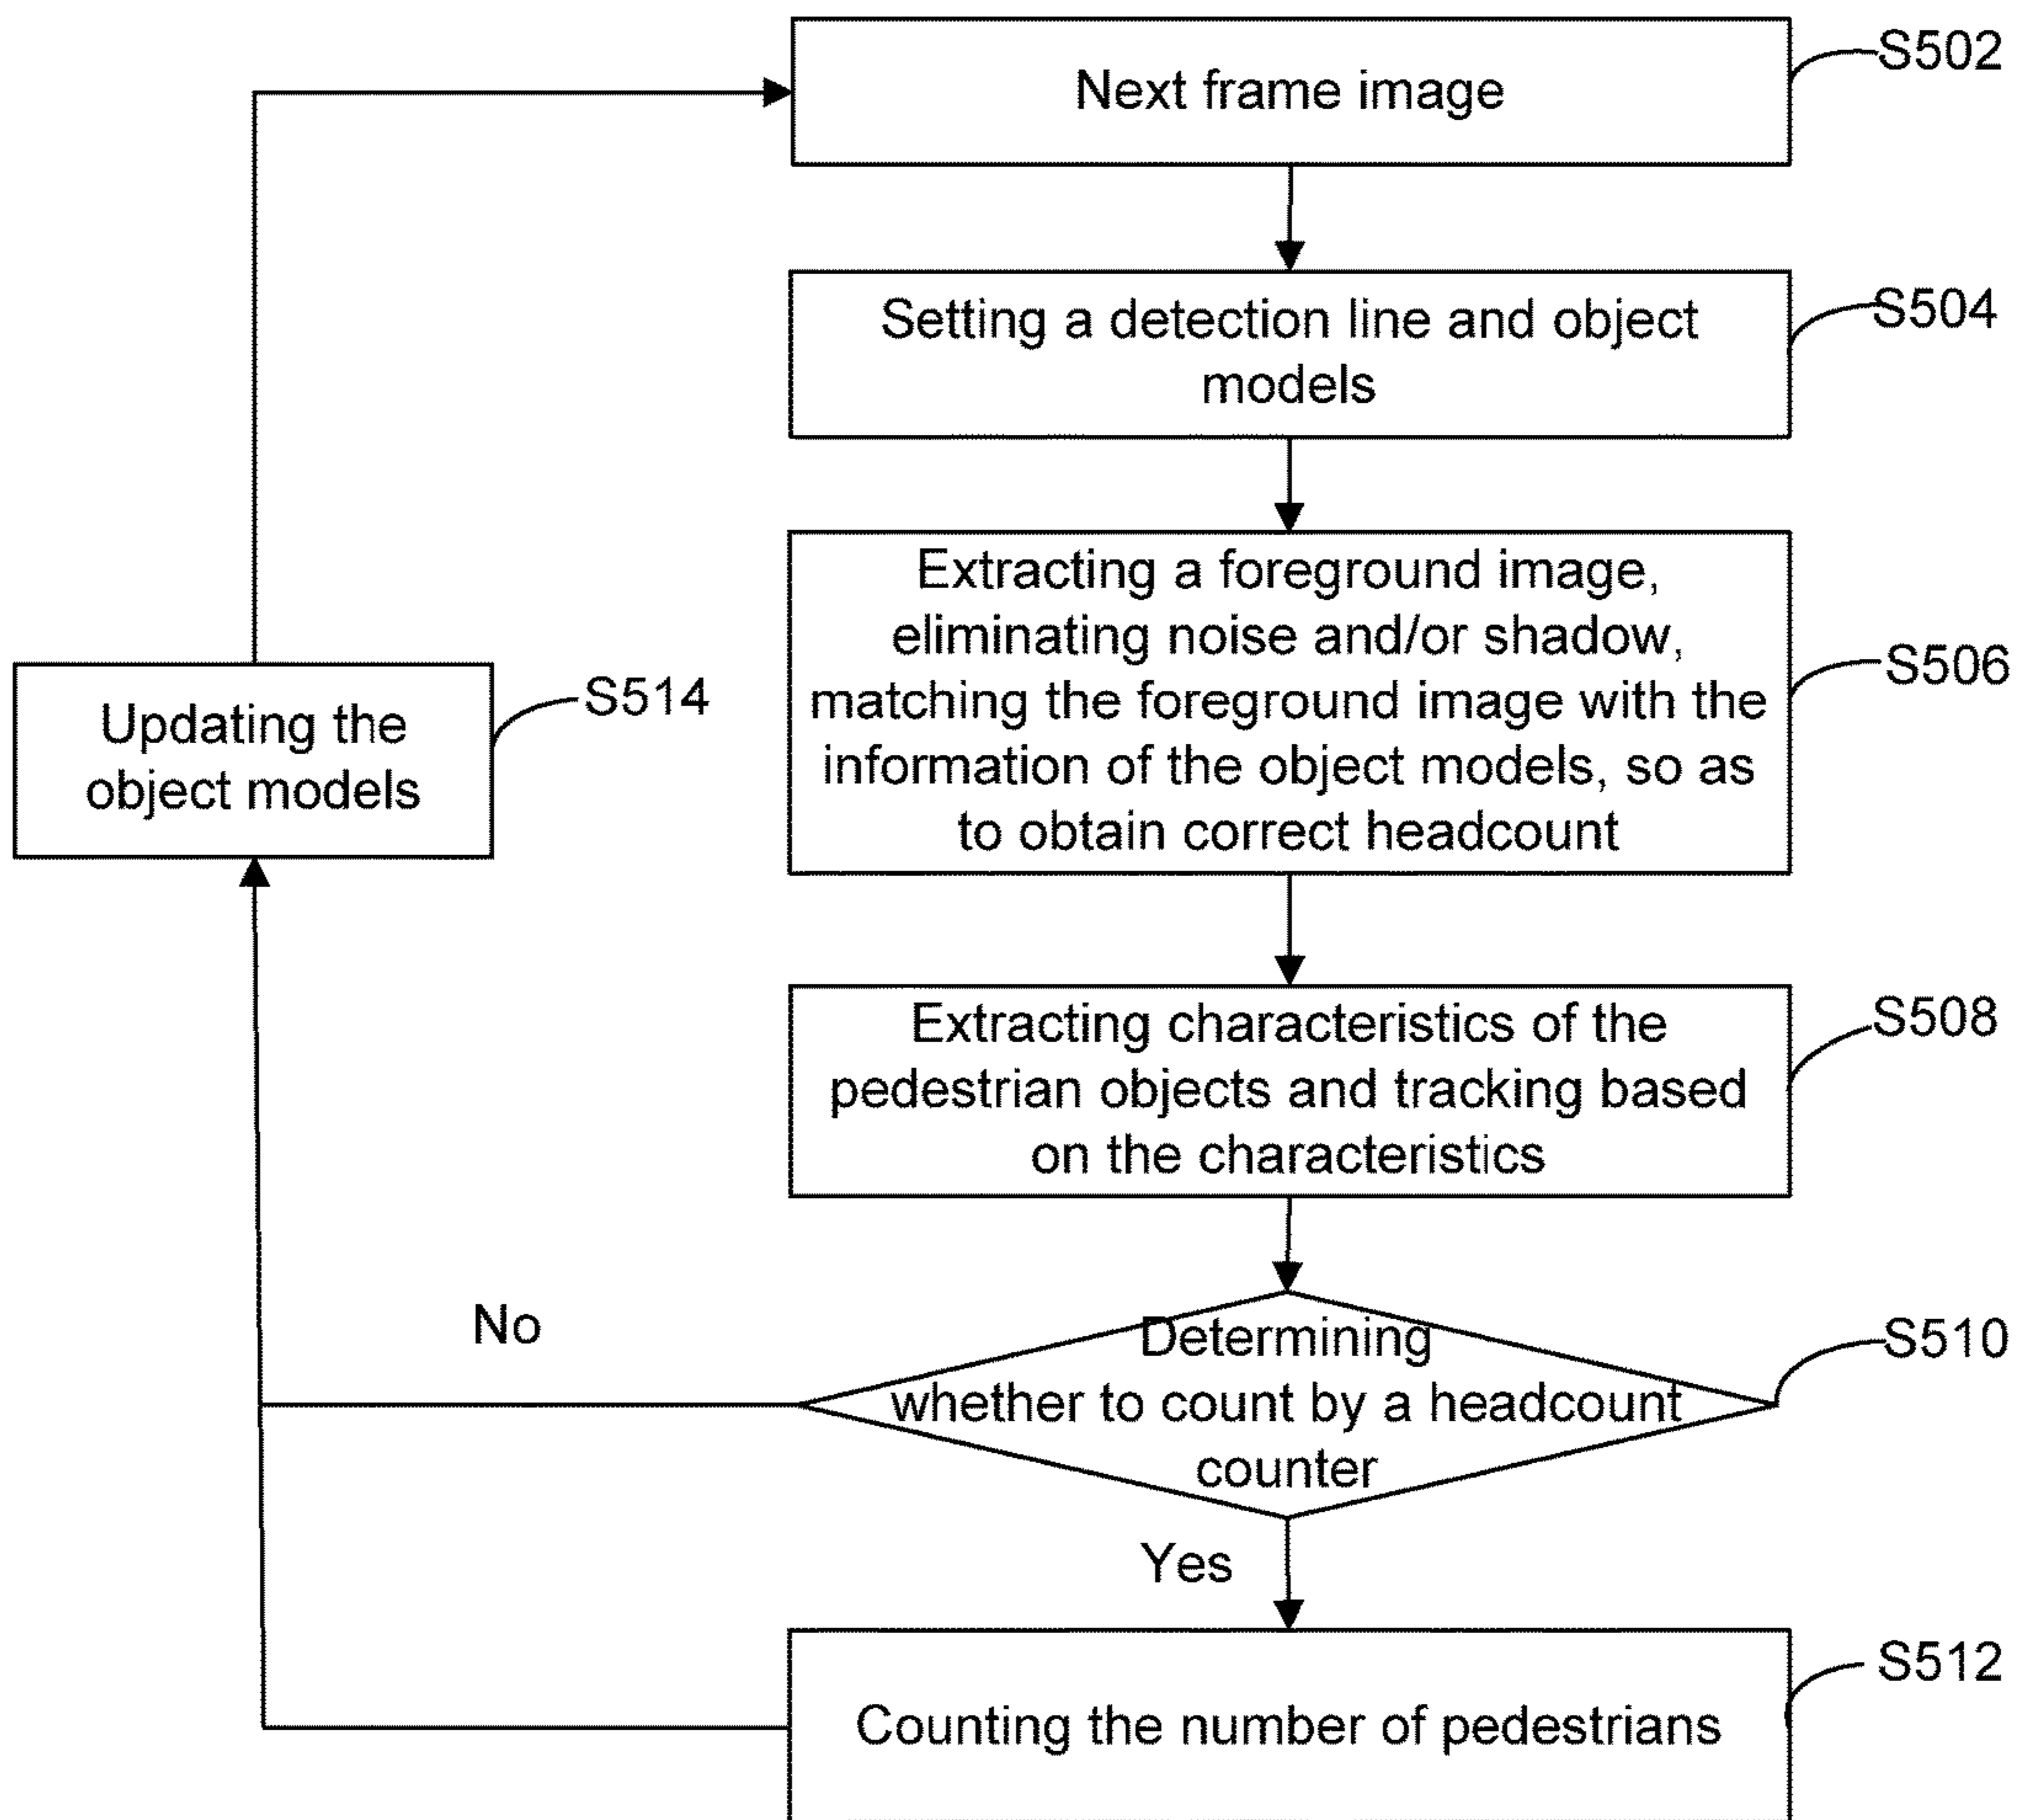 Next frame image
S502
Setting a detection line and object
models
S504
Extracting a foreground image,
eliminating noise and/or shadow,
matching the foreground image with the
information of the object models, so as
to obtain correct headcount
S506
Updating the
object models
S514
Extracting characteristics of the
pedestrian objects and tracking based
on the characteristics
S508
No
Determining
whether to count by a headcount
counter
S510
Yes
Counting the number of pedestrians
S512